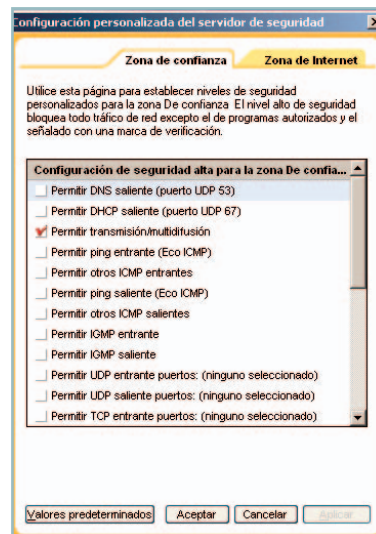 Configuración personalizada del servidor de seguridad
Zona de confianza
Zona de Internet
Utilice esta página para establecer niveles de seguridad
personalizados para la zona De confianza El nivel alto de seguridad
bloquea todo tráfico de red excepto el de programas autorizados y el
señalado con una marca de verificación.
Configuración de seguridad alta para la zona De confia...
Permitir DNS saliente (puerto UDP 53)
Permitir DHCP saliente (puerto UDP 67)
Permitir transmisión/multidifusión
Permitir ping entrante (Eco ICMP)
Permitir otros ICMP entrantes
Permitir ping saliente (Eco ICMP)
Permitir otros ICMP salientes
Permitir IGMP entrante
Permitir IGMP saliente
Permitir UDP entrante puertos: (ninguno seleccionado)
Permitir UDP saliente puertos: (ninguno seleccionado)
Permitir TCP entrante puertos: (ninguno seleccionado)
Valores predeterminados
Aceptar
Cancelar
Aplicar